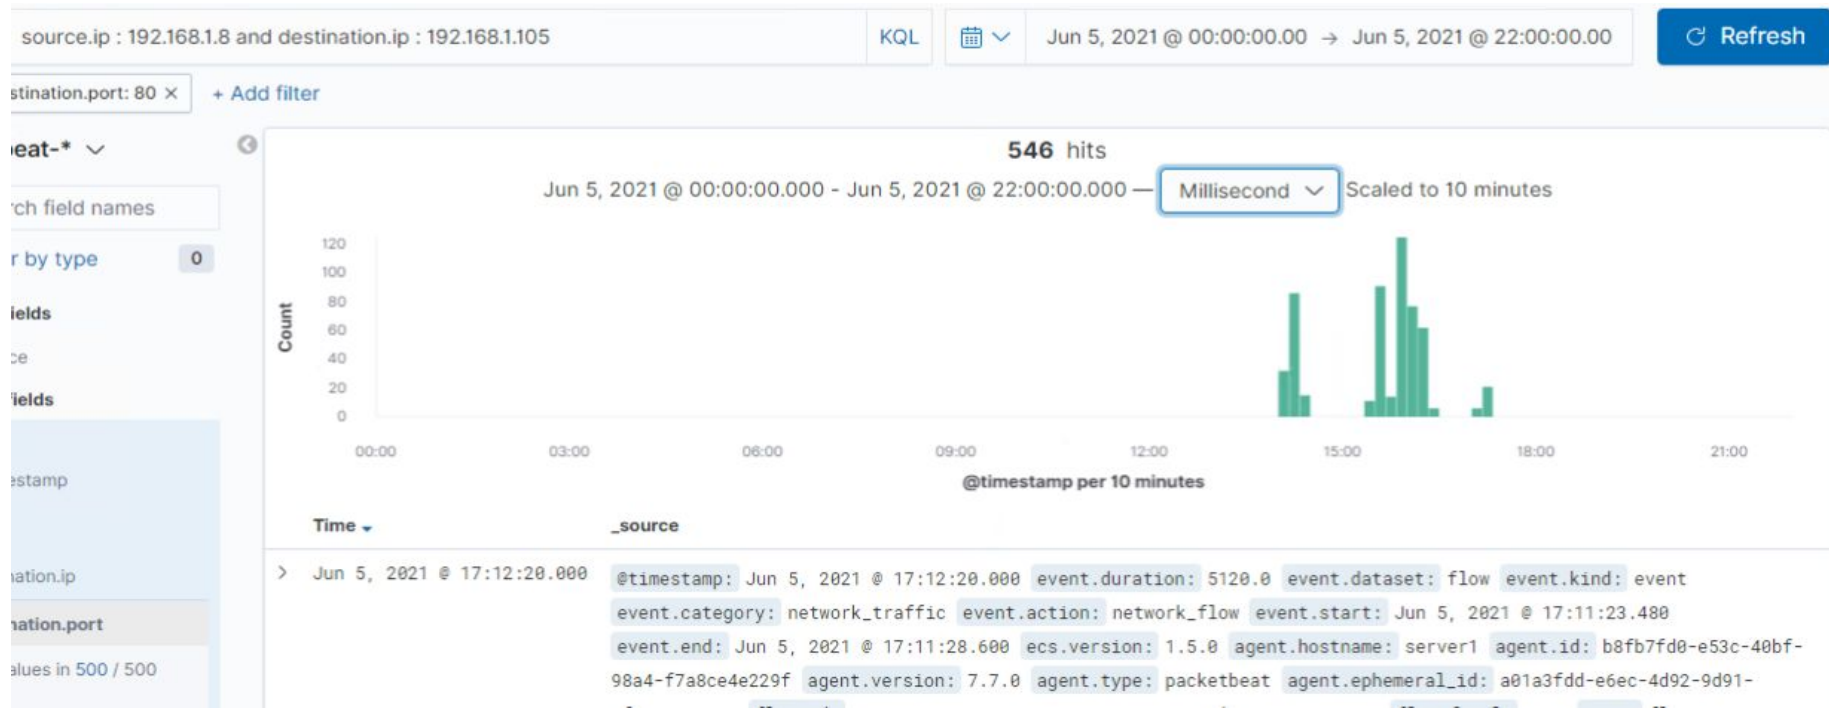 source.ip : 192.168.1.8 and destination.ip : 192.168.1.105 KQL Jun 5, 2021 @ 00:00:00.00 → Jun 5, 2021 @ 22:00:00.00 Refresh
stination.port: 80 × + Add filter
eat-*
546 hits
Jun 5, 2021 @ 00:00:00.000 - Jun 5, 2021 @ 22:00:00.000 — Millisecond Scaled to 10 minutes
rch field names
r by type 0
ields
ce
ields
estamp
nation.ip
nation.port
alues in 500 / 500
Count
120
100
80
60
40
20
0
00:00 03:00 06:00 09:00 12:00 15:00 18:00 21:00
@timestamp per 10 minutes
Time _source
> Jun 5, 2021 @ 17:12:20.000 @timestamp: Jun 5, 2021 @ 17:12:20.000 event.duration: 5120.0 event.dataset: flow event.kind: event
event.category: network_traffic event.action: network_flow event.start: Jun 5, 2021 @ 17:11:23.480
event.end: Jun 5, 2021 @ 17:11:28.600 ecs.version: 1.5.0 agent.hostname: server1 agent.id: b8fb7fd0-e53c-40bf-
98a4-f7a8ce4e229f agent.version: 7.7.0 agent.type: packetbeat agent.ephemeral_id: a01a3fdd-e6ec-4d92-9d91-